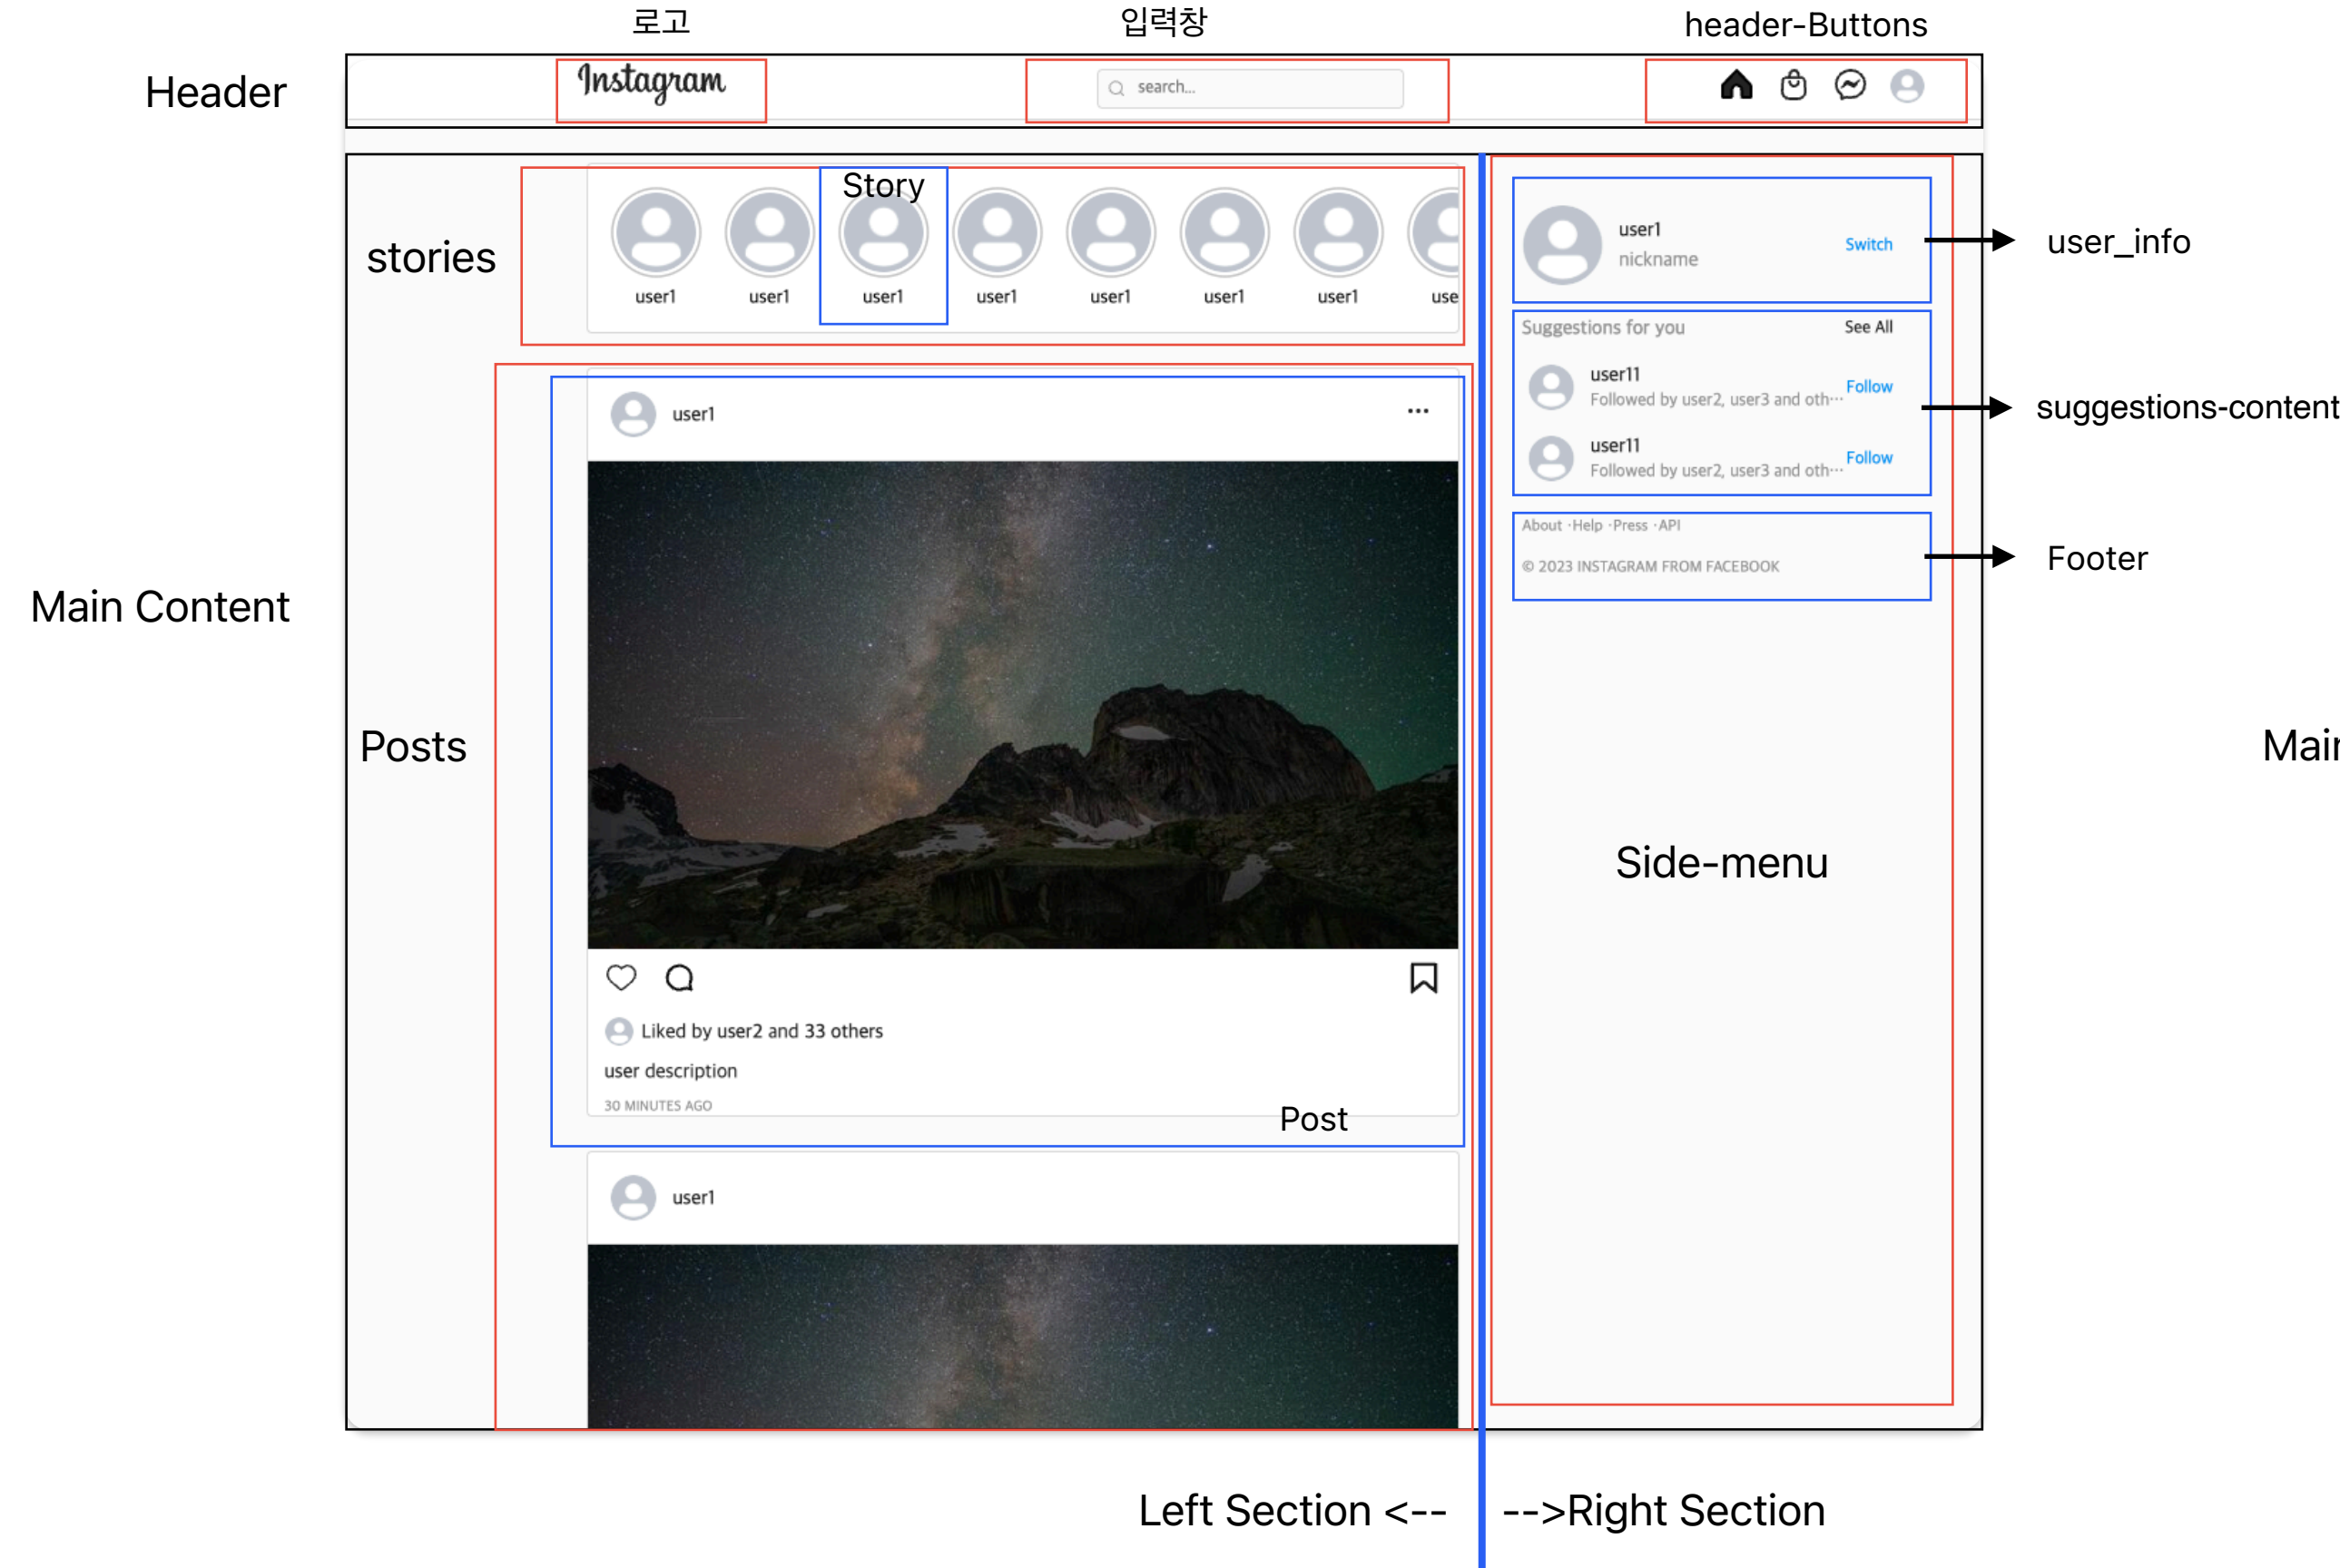 로고
입력창
header-Buttons
Header
Instagram
search...
Story
stories
user1
user1
user1
user1
user1
user1
user1
use
user1
nickname
Switch
user_info
Suggestions for you
See All
user11
Followed by user2, user3 and oth...
Follow
user11
Followed by user2, user3 and oth...
Follow
suggestions-content
About ·Help ·Press ·API
© 2023 INSTAGRAM FROM FACEBOOK
Footer
user1
Main Content
Posts
Side-menu
Liked by user2 and 33 others
user description
30 MINUTES AGO
Post
user1
Left Section <--
-->Right Section